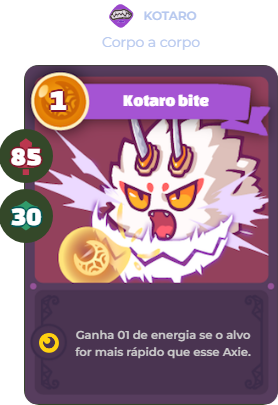 KOTARO
Corpo a corpo
1
Kotaro bite
85
30
Ganha 01 de energia se o alvo
for mais rápido que esse Axie.